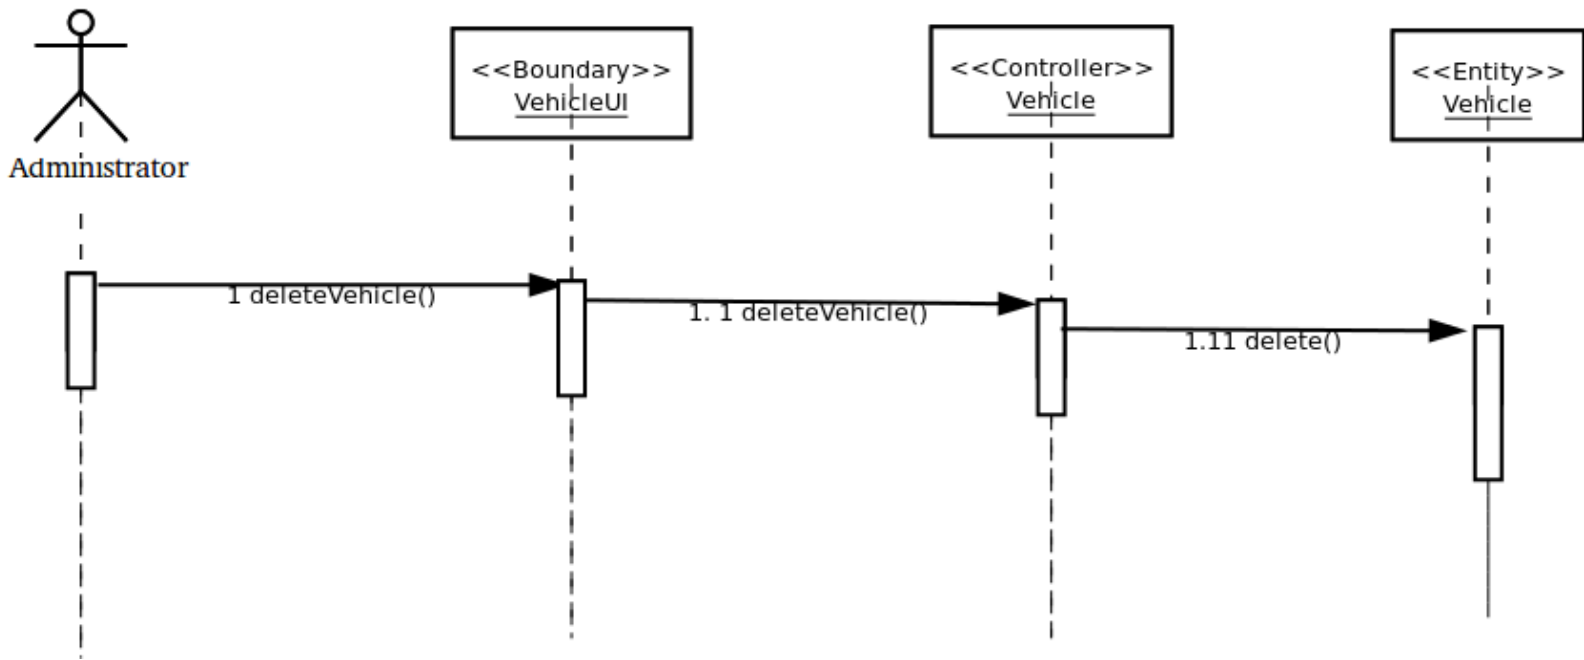 <<Boundary>>
VehicleUI
<<Controller>>
Vehicle
<<Entity>>
Vehicle
Administrator
1 deleteVehicle()
1. 1 deleteVehicle()
1.11 delete()